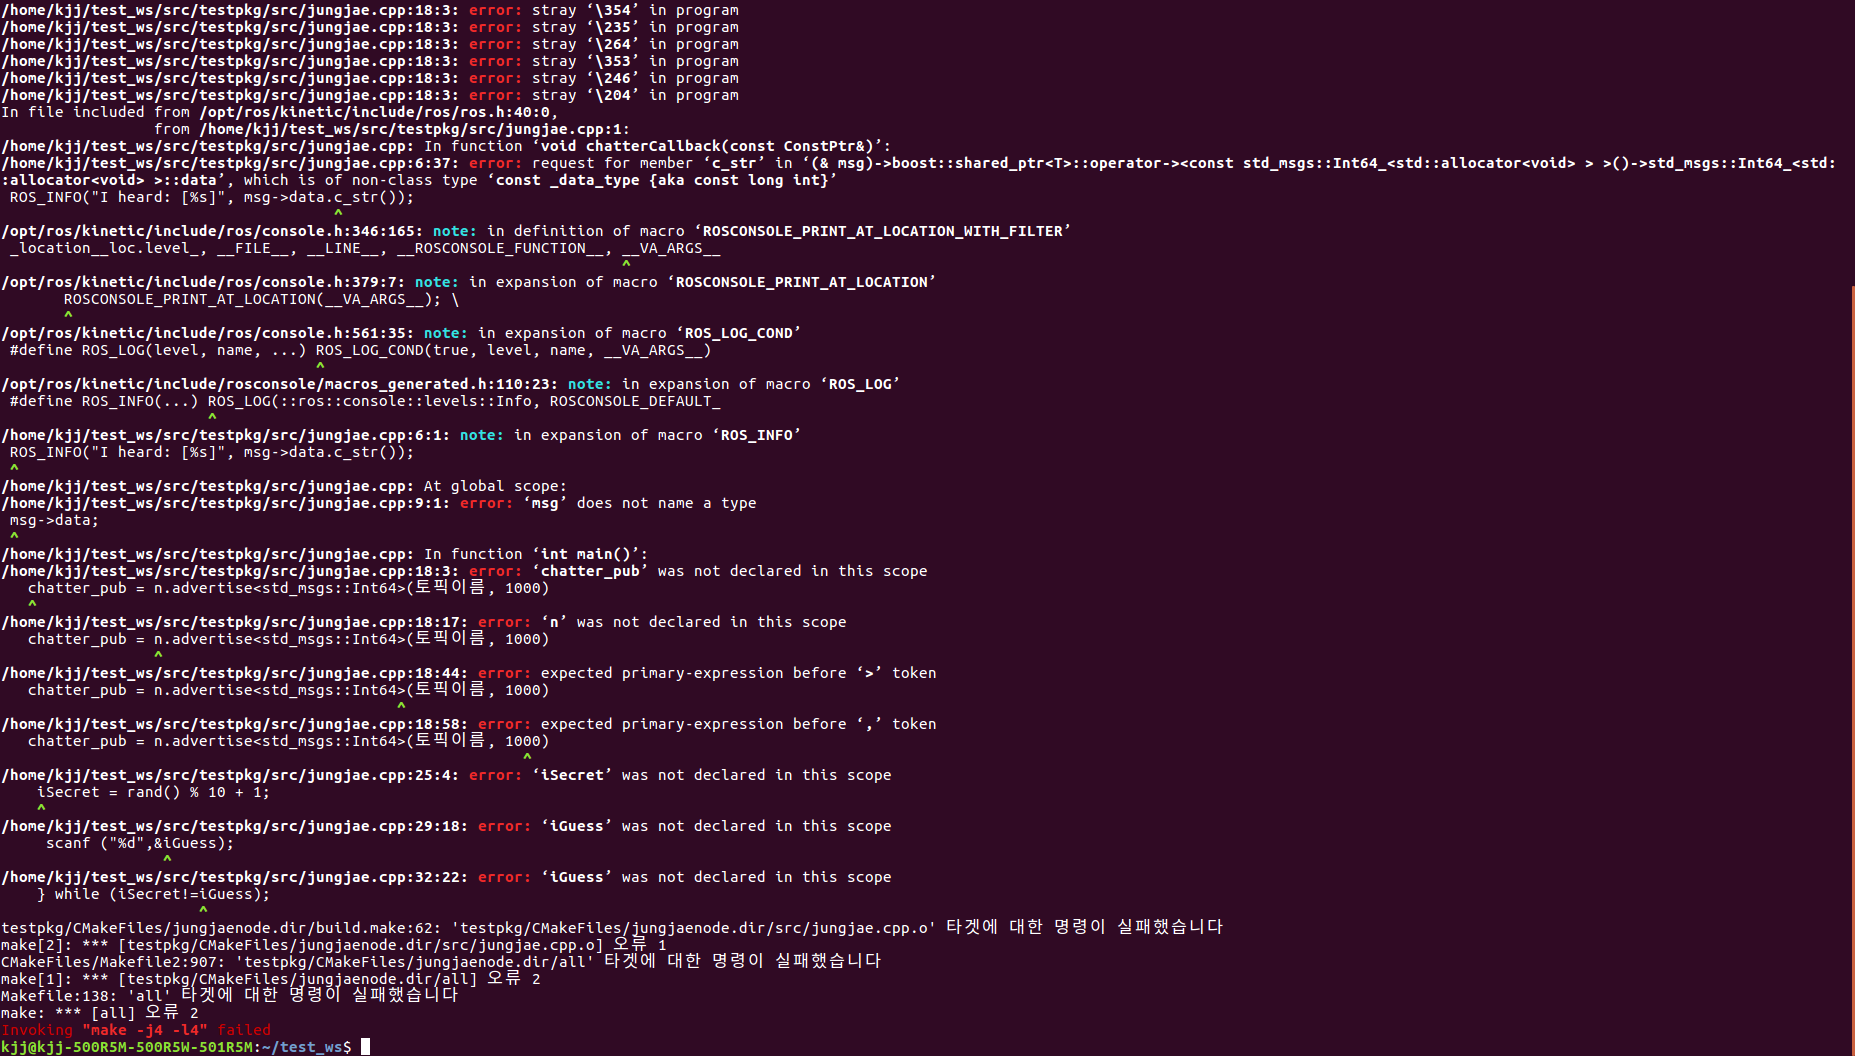 /home/kjj/test_ws/src/testpkg/src/jungjae.cpp:18:3: error: stray ‘\354’ in program
/home/kjj/test_ws/src/testpkg/src/jungjae.cpp:18:3: error: stray ‘\235’ in program
/home/kjj/test_ws/src/testpkg/src/jungjae.cpp:18:3: error: stray ‘\264’ in program
/home/kjj/test_ws/src/testpkg/src/jungjae.cpp:18:3: error: stray ‘\353’ in program
/home/kjj/test_ws/src/testpkg/src/jungjae.cpp:18:3: error: stray ‘\246’ in program
/home/kjj/test_ws/src/testpkg/src/jungjae.cpp:18:3: error: stray ‘\204’ in program
In file included from /opt/ros/kinetic/include/ros/ros.h:40:0,
                 from /home/kjj/test_ws/src/testpkg/src/jungjae.cpp:1:
/home/kjj/test_ws/src/testpkg/src/jungjae.cpp: In function ‘void chatterCallback(const ConstPtr&)’:
/home/kjj/test_ws/src/testpkg/src/jungjae.cpp:6:37: error: request for member ‘c_str’ in ‘(& msg)->boost::shared_ptr<T>::operator-><const std_msgs::Int64_<std::allocator<void> > >()->std_msgs::Int64_<std:
:allocator<void> >::data’, which is of non-class type ‘const _data_type {aka const long int}’
 ROS_INFO("I heard: [%s]", msg->data.c_str());
                                     ^
/opt/ros/kinetic/include/ros/console.h:346:165: note: in definition of macro ‘ROSCONSOLE_PRINT_AT_LOCATION_WITH_FILTER’
 _location__loc.level_, __FILE__, __LINE__, __ROSCONSOLE_FUNCTION__, __VA_ARGS__
                                                                     ^
/opt/ros/kinetic/include/ros/console.h:379:7: note: in expansion of macro ‘ROSCONSOLE_PRINT_AT_LOCATION’
       ROSCONSOLE_PRINT_AT_LOCATION(__VA_ARGS__); \
       ^
/opt/ros/kinetic/include/ros/console.h:561:35: note: in expansion of macro ‘ROS_LOG_COND’
 #define ROS_LOG(level, name, ...) ROS_LOG_COND(true, level, name, __VA_ARGS__)
                                   ^
/opt/ros/kinetic/include/rosconsole/macros_generated.h:110:23: note: in expansion of macro ‘ROS_LOG’
 #define ROS_INFO(...) ROS_LOG(::ros::console::levels::Info, ROSCONSOLE_DEFAULT_
                       ^
/home/kjj/test_ws/src/testpkg/src/jungjae.cpp:6:1: note: in expansion of macro ‘ROS_INFO’
 ROS_INFO("I heard: [%s]", msg->data.c_str());
 ^
/home/kjj/test_ws/src/testpkg/src/jungjae.cpp: At global scope:
/home/kjj/test_ws/src/testpkg/src/jungjae.cpp:9:1: error: ‘msg’ does not name a type
 msg->data;
 ^
/home/kjj/test_ws/src/testpkg/src/jungjae.cpp: In function ‘int main()’:
/home/kjj/test_ws/src/testpkg/src/jungjae.cpp:18:3: error: ‘chatter_pub’ was not declared in this scope
   chatter_pub = n.advertise<std_msgs::Int64>(토픽이름, 1000)
   ^
/home/kjj/test_ws/src/testpkg/src/jungjae.cpp:18:17: error: ‘n’ was not declared in this scope
   chatter_pub = n.advertise<std_msgs::Int64>(토픽이름, 1000)
                 ^
/home/kjj/test_ws/src/testpkg/src/jungjae.cpp:18:44: error: expected primary-expression before ‘>’ token
   chatter_pub = n.advertise<std_msgs::Int64>(토픽이름, 1000)
                                            ^
/home/kjj/test_ws/src/testpkg/src/jungjae.cpp:18:58: error: expected primary-expression before ‘,’ token
   chatter_pub = n.advertise<std_msgs::Int64>(토픽이름, 1000)
                                                          ^
/home/kjj/test_ws/src/testpkg/src/jungjae.cpp:25:4: error: ‘iSecret’ was not declared in this scope
    iSecret = rand() % 10 + 1;
    ^
/home/kjj/test_ws/src/testpkg/src/jungjae.cpp:29:18: error: ‘iGuess’ was not declared in this scope
     scanf ("%d",&iGuess);
                  ^
/home/kjj/test_ws/src/testpkg/src/jungjae.cpp:32:22: error: ‘iGuess’ was not declared in this scope
    } while (iSecret!=iGuess);
                      ^
testpkg/CMakeFiles/jungjaenode.dir/build.make:62: 'testpkg/CMakeFiles/jungjaenode.dir/src/jungjae.cpp.o' 타겟에 대한 명령이 실패했습니다
make[2]: *** [testpkg/CMakeFiles/jungjaenode.dir/src/jungjae.cpp.o] 오류 1
CMakeFiles/Makefile2:907: 'testpkg/CMakeFiles/jungjaenode.dir/all' 타겟에 대한 명령이 실패했습니다
make[1]: *** [testpkg/CMakeFiles/jungjaenode.dir/all] 오류 2
Makefile:138: 'all' 타겟에 대한 명령이 실패했습니다
make: *** [all] 오류 2
Invoking "make -j4 -l4" failed
kjj@kjj-500R5M-500R5W-501R5M:~/test_ws$